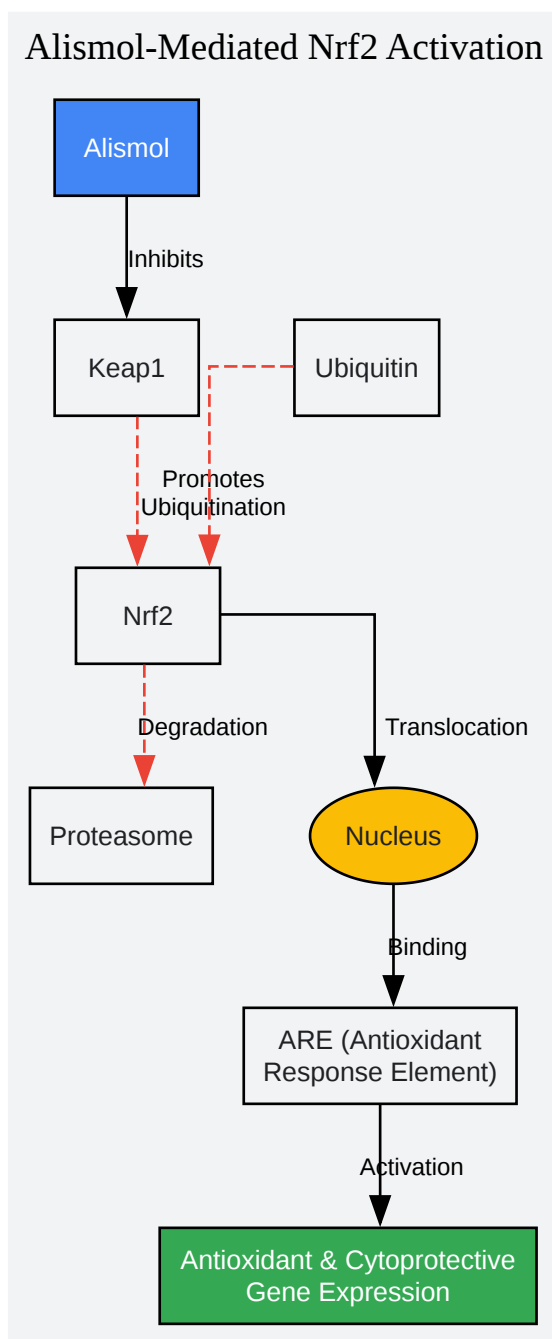 Alismol-Mediated Nrf2 Activation
Alismol
Inhibits
Keap1
Ubiquitin
Promotes
Ubiquitination
Nrf2
Degradation
Translocation
Proteasome
Nucleus
Binding
ARE (Antioxidant
Response Element)
Activation
Antioxidant & Cytoprotective
Gene Expression